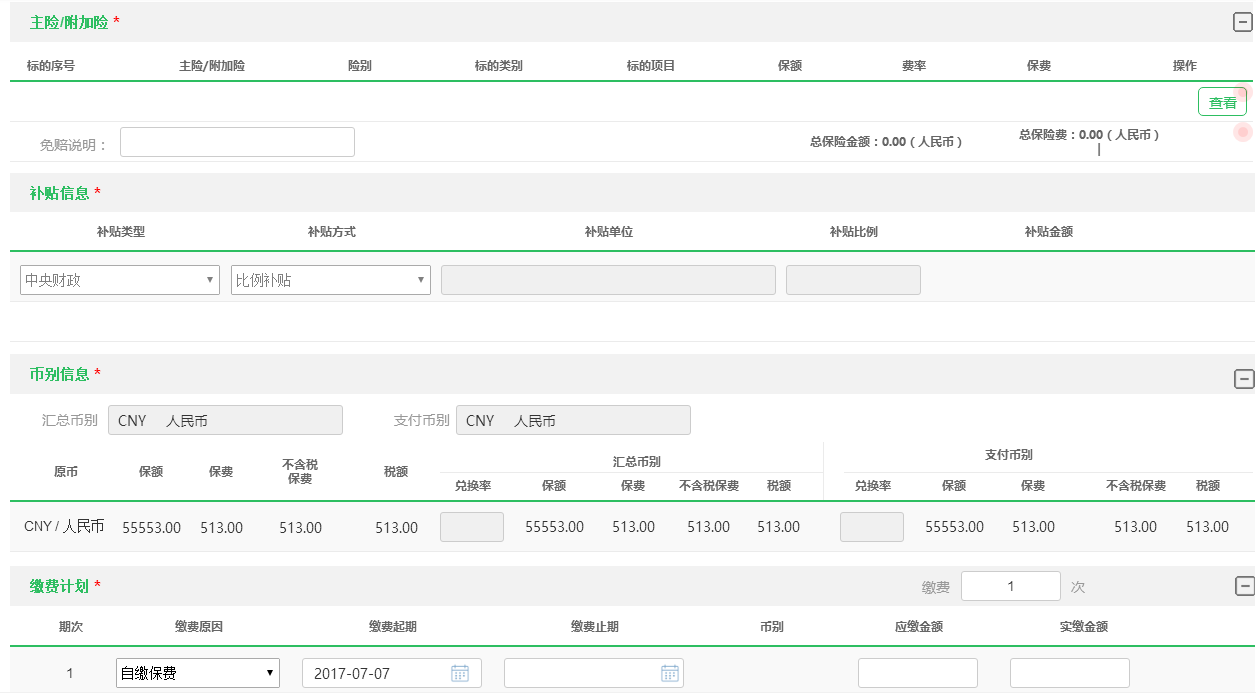 主险/附加险 *
标的序号 主险/附加险 险别 标的类别 标的项目 保额 费率 保费 操作
查看
免赔说明： 总保险金额：0.00（人民币） 总保险费：0.00（人民币）
补贴信息 *
补贴类型 补贴方式 补贴单位 补贴比例 补贴金额
中央财政 比例补贴
币别信息 *
汇总币别 CNY 人民币 支付币别 CNY 人民币
原币 保额 保费 不含税 税额 汇总币别 支付币别
保费 兑换率 保额 保费 不含税保费 税额 兑换率 保额 保费 不含税保费 税额
CNY / 人民币 55553.00 513.00 513.00 513.00 55553.00 513.00 513.00 513.00 55553.00 513.00 513.00 513.00
缴费计划 * 缴费 1 次
期次 缴费原因 缴费起期 缴费止期 币别 应缴金额 实缴金额
1 自缴保费 2017-07-07